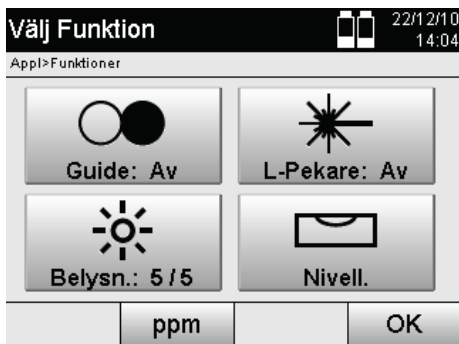 Välj Funktion
22/12/10
14:04
Appl>Funktioner
Guide: Av
L-Pekare: Av
Belysn.: 5/5
Nivell.
ppm
OK